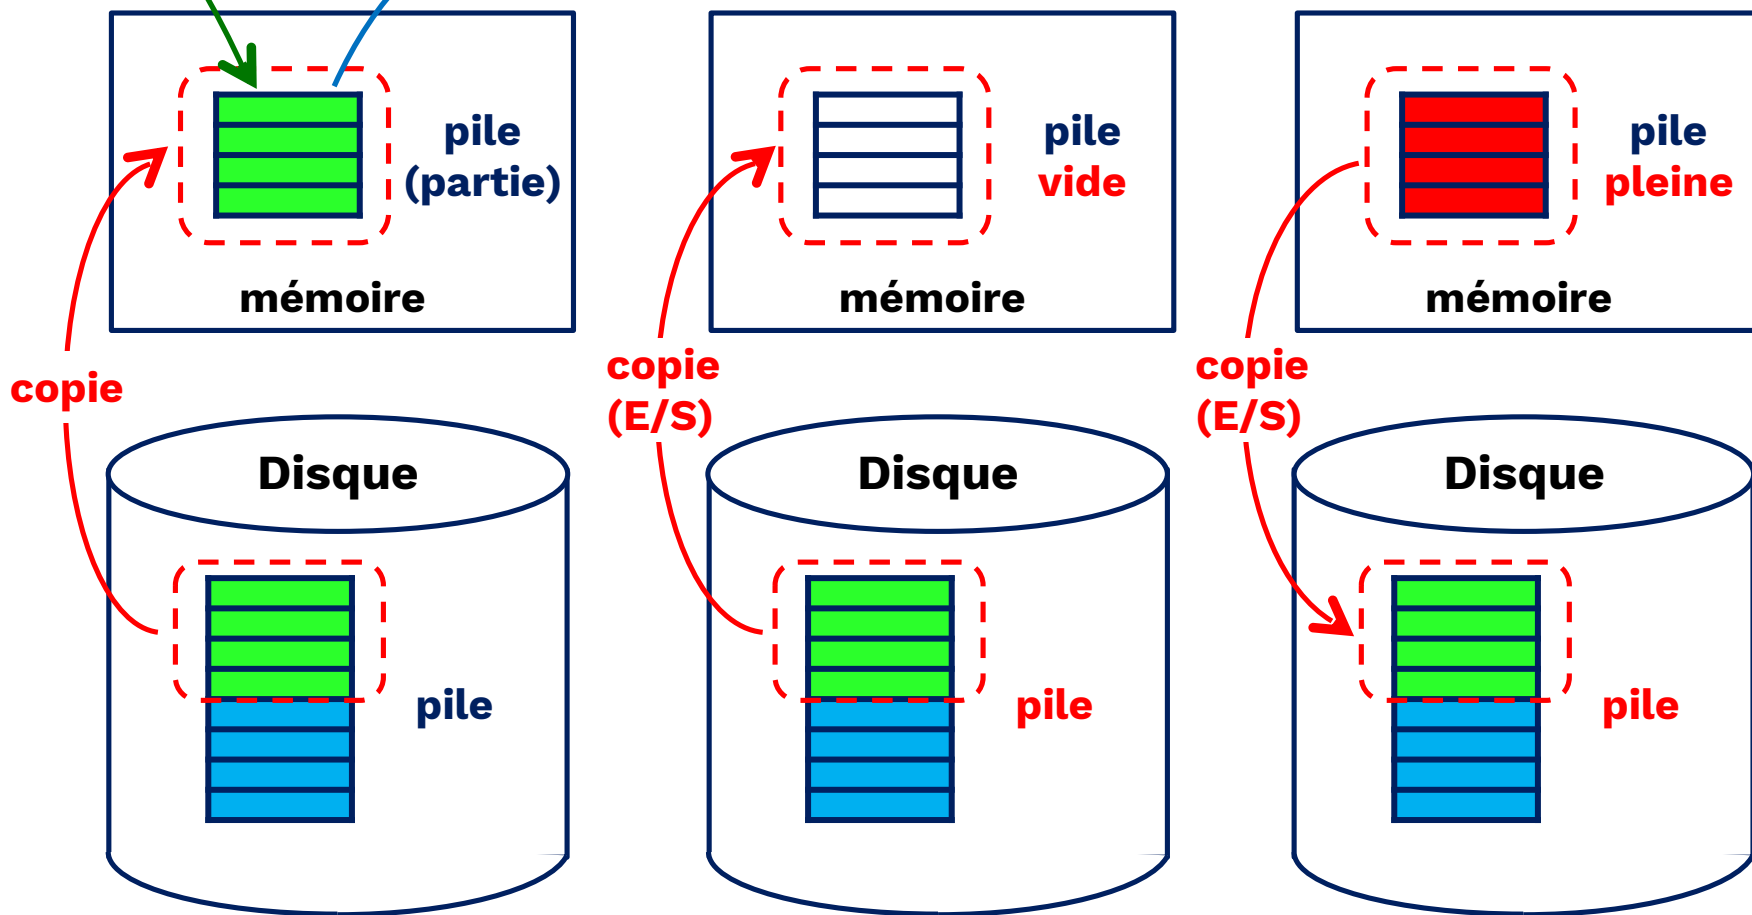 pile
(partie)
mémoire
copie
Disque
pile
pile
vide
mémoire
copie
(E/S)
Disque
pile
pile
pleine
mémoire
copie
(E/S)
Disque
pile